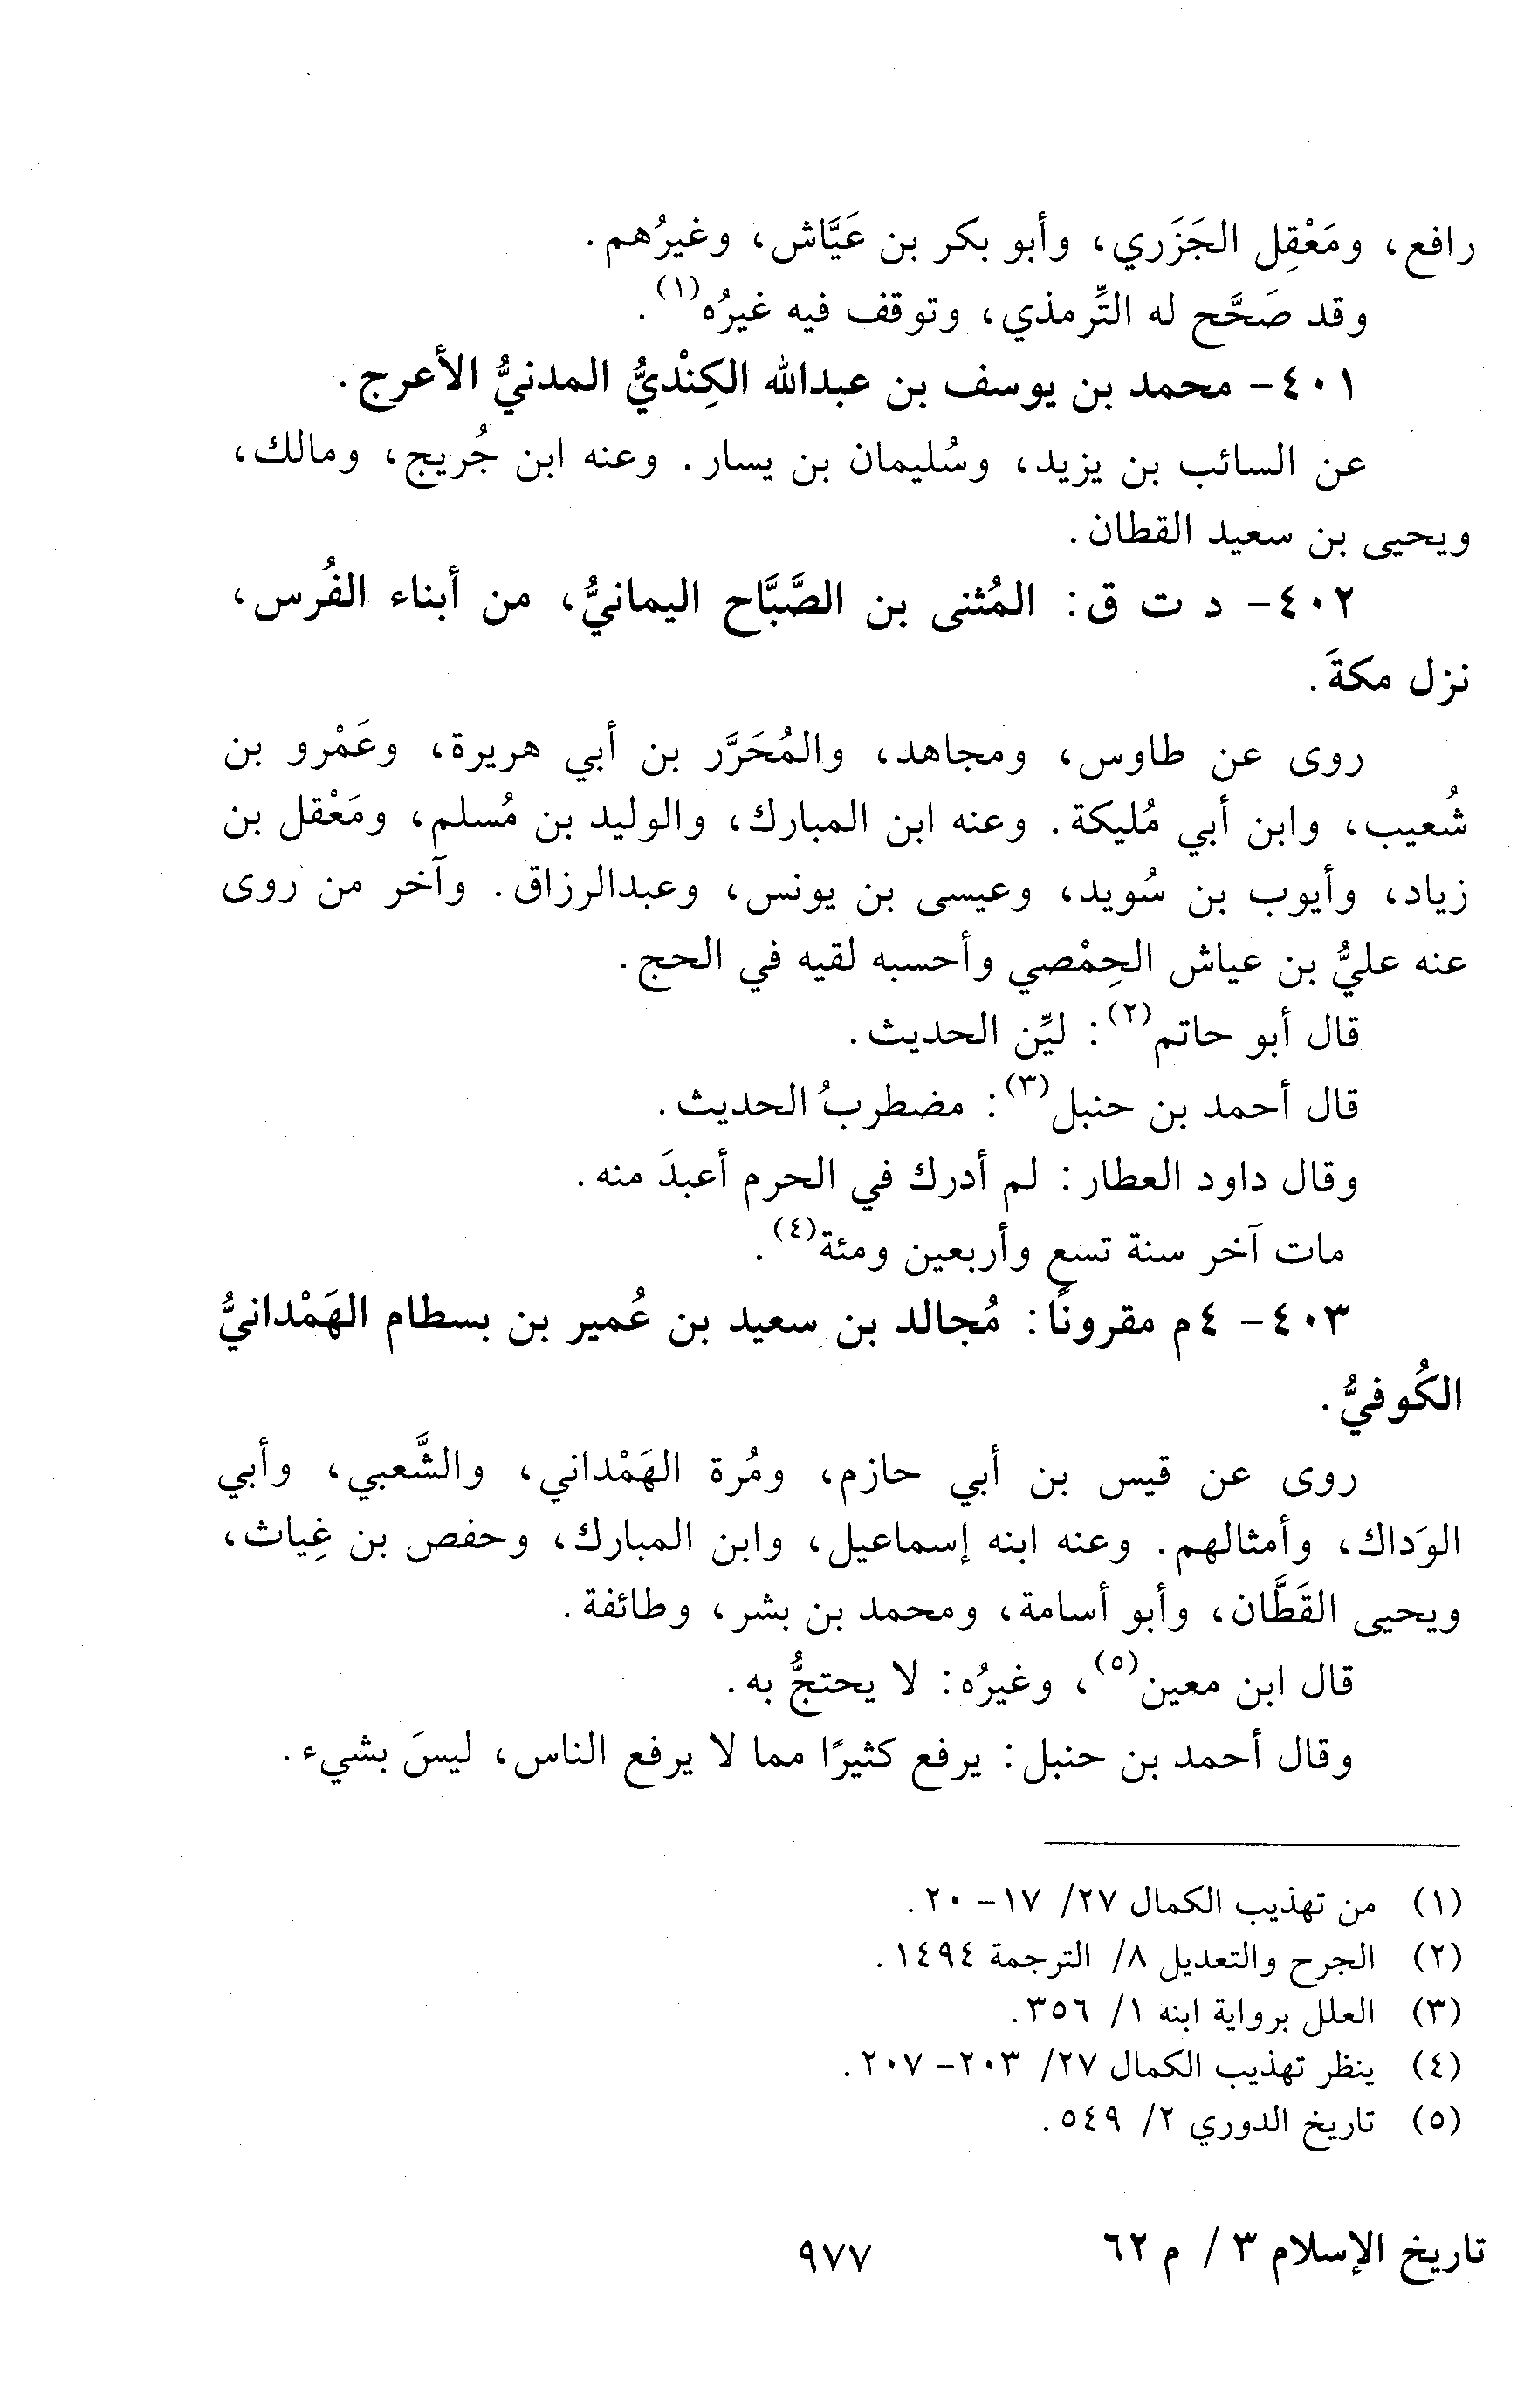 رافع، ومَعْقِل الجَزَري، وأبو بكر بن عَيَّاش، وغيرُهم.
وقد صَحَّح له التِّرمذي، وتوقف فيه غيرُه(١).
٤٠١- محمد بن يوسف بن عبدالله الكِنْديُّ المدنيُّ الأعرج.
عن السائب بن يزيد، وسُليمان بن يسار. وعنه ابن جُريج، ومالك،
ويحيى بن سعيد القطان.
٤٠٢- د ت ق: المُثنى بن الصَّبَّاح اليمانيُّ، من أبناء الفُرس،
نزل مكةَ.
روى عن طاوس، ومجاهد، والمُحَرَّر بن أبي هريرة، وعَمْرو بن
شُعيب، وابن أبي مُليكة. وعنه ابن المبارك، والوليد بن مُسلم، ومَعْقل بن
زياد، وأيوب بن سُويد، وعيسى بن يونس، وعبدالرزاق. وآخر من روى
عنه عليُّ بن عياش الحِمْصي وأحسبه لقيه في الحج.
قال أبو حاتم(٢): ليِّن الحديث.
قال أحمد بن حنبل(٣): مضطربُ الحديث.
وقال داود العطار: لم أدرك في الحرم أعبدَ منه.
مات آخر سنة تسعٍ وأربعين ومئة(٤).
٤٠٣- ٤م مقرونًا: مُجالد بن سعيد بن عُمير بن بسطام الهَمْدانيُّ
الكُوفيُّ.
روى عن قيس بن أبي حازم، ومُرة الهَمْداني، والشَّعبي، وأبي
الوَداك، وأمثالهم. وعنه ابنه إسماعيل، وابن المبارك، وحفص بن غِياث،
ويحيى القَطَّان، وأبو أسامة، ومحمد بن بشر، وطائفة.
قال ابن معين(٥)، وغيرُه: لا يحتجُّ به.
وقال أحمد بن حنبل: يرفع كثيرًا مما لا يرفع الناس، ليسَ بشيء.
(١) من تهذيب الكمال ٢٧/ ١٧- ٢٠.
(٢) الجرح والتعديل ٨/ الترجمة ١٤٩٤.
(٣) العلل برواية ابنه ١/ ٣٥٦.
(٤) ينظر تهذيب الكمال ٢٧/ ٢٠٣- ٢٠٧.
(٥) تاريخ الدوري ٢/ ٥٤٩.
تاريخ الإسلام ٣ / م ٦٢
٩٧٧